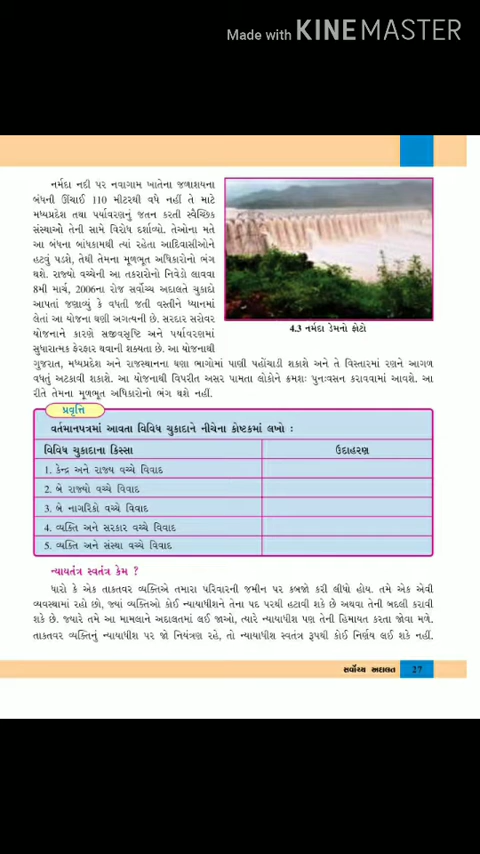 Made with KINEMASTER
નર્મદા નદી પર નવાગામ ખાતેના જળાશયના
બંધની ઊંચાઈ 110 મીટરથી વધે નહીં તે માટે
મધ્યપ્રદેશ તથા પર્યાવરણનું જતન કરતી સ્વૈચ્છિક
સંસ્થાઓ તેની સામે વિરોધ દર્શાવ્યો. તેઓના મતે
આ બંધના બાંધકામથી ત્યાં રહેતા આદિવાસીઓને
હટવું પડશે, તેથી તેમના મૂળભૂત અધિકારોનો ભંગ
થશે. રાજ્યો વચ્ચેની આ તકરારોનો નિવેડો લાવવા
8મી માર્ચ, 2006ના રોજ સર્વોચ્ચ અદાલતે ચુકાદો
આપતાં જણાવ્યું કે વધતી જતી વસ્તીને ધ્યાનમાં
લેતાં આ યોજના ઘણી અગત્યની છે. સરદાર સરોવર
યોજનાને કારણે સજીવસૃષ્ટિ અને પર્યાવરણમાં
સુધારાત્મક ફેરફાર થવાની શક્યતા છે. આ યોજનાથી
4.3 નર્મદા ડેમનો ફોટો
ગુજરાત, મધ્યપ્રદેશ અને રાજસ્થાનના ઘણા ભાગોમાં પાણી પહોંચાડી શકાશે અને તે વિસ્તારમાં રણને આગળ
વધતું અટકાવી શકાશે. આ યોજનાથી વિપરીત અસર પામતા લોકોને ક્રમશઃ પુનઃવસન કરાવવામાં આવશે. આ
રીતે તેમના મૂળભૂત અધિકારોનો ભંગ થશે નહીં.
પ્રવૃત્તિ
વર્તમાનપત્રમાં આવતા વિવિધ ચુકાદાને નીચેના કોષ્ટકમાં લખો :
વિવિધ ચુકાદાના કિસ્સા ઉદાહરણ
1. કેન્દ્ર અને રાજ્ય વચ્ચે વિવાદ
2. બે રાજ્યો વચ્ચે વિવાદ
3. બે નાગરિકો વચ્ચે વિવાદ
4. વ્યક્તિ અને સરકાર વચ્ચે વિવાદ
5. વ્યક્તિ અને સંસ્થા વચ્ચે વિવાદ
ન્યાયતંત્ર સ્વતંત્ર કેમ ?
ધારો કે એક તાકતવર વ્યક્તિએ તમારા પરિવારની જમીન પર કબજો કરી લીધો હોય. તમે એક એવી
વ્યવસ્થામાં રહો છો, જ્યાં વ્યક્તિઓ કોઈ ન્યાયાધીશને તેના પદ પરથી હટાવી શકે છે અથવા તેની બદલી કરાવી
શકે છે. જ્યારે તમે આ મામલાને અદાલતમાં લઈ જાઓ, ત્યારે ન્યાયાધીશ પણ તેની હિમાયત કરતા જોવા મળે.
તાકતવર વ્યક્તિનું ન્યાયાધીશ પર જો નિયંત્રણ રહે, તો ન્યાયાધીશ સ્વતંત્ર રૂપથી કોઈ નિર્ણય લઈ શકે નહીં.
સર્વોચ્ચ અદાલત 27